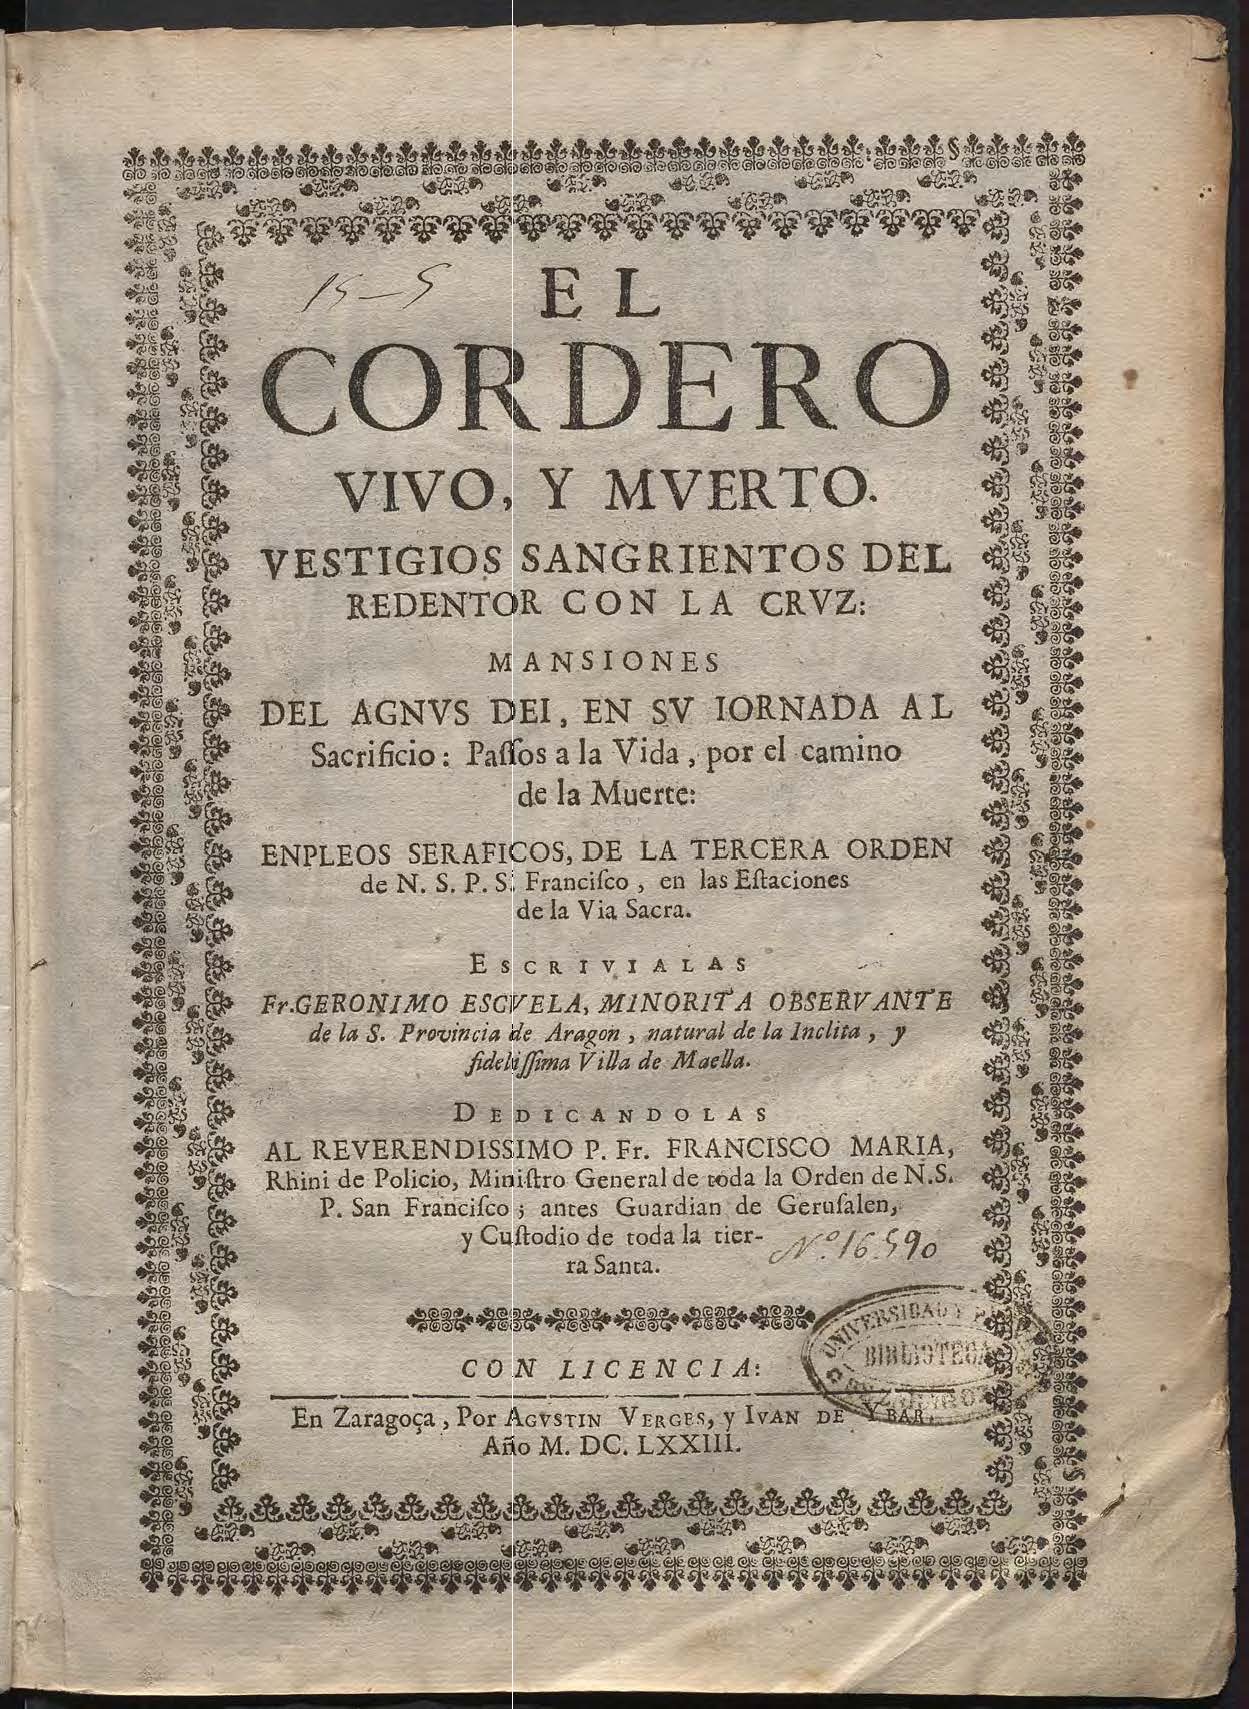 15-5
EL
CORDERO
VIVO, Y MVERTO.
VESTIGIOS SANGRIENTOS DEL
REDENTOR CON LA CRVZ:
MANSIONES
DEL AGNVS DEI, EN SV IORNADA AL
Sacrificio: Paſſos a la Vida, por el camino
de la Muerte:
ENPLEOS SERAFICOS, DE LA TERCERA ORDEN
de N. S. P. S. Franciſco, en las Eſtaciones
de la Via Sacra.
ESCRIVIALAS
Fr. GERONIMO ESCVELA, MINORITA OBSERVANTE
de la S. Provincia de Aragon, natural de la Inclita, y
fideliſſima Villa de Maella.
DEDICANDOLAS
AL REVERENDISSIMO P. Fr. FRANCISCO MARIA,
Rhini de Policio, Miniſtro General de toda la Orden de N.S.
P. San Franciſco; antes Guardian de Geruſalen,
y Cuſtodio de toda la tier-
ra Santa.
Nº 16.590
UNIVERSIDAD Y
BIBLIOTECA
CON LICENCIA:
En Zaragoça, Por AGVSTIN VERGES, y IVAN DE YBAR,
Año M. DC. LXXIII.